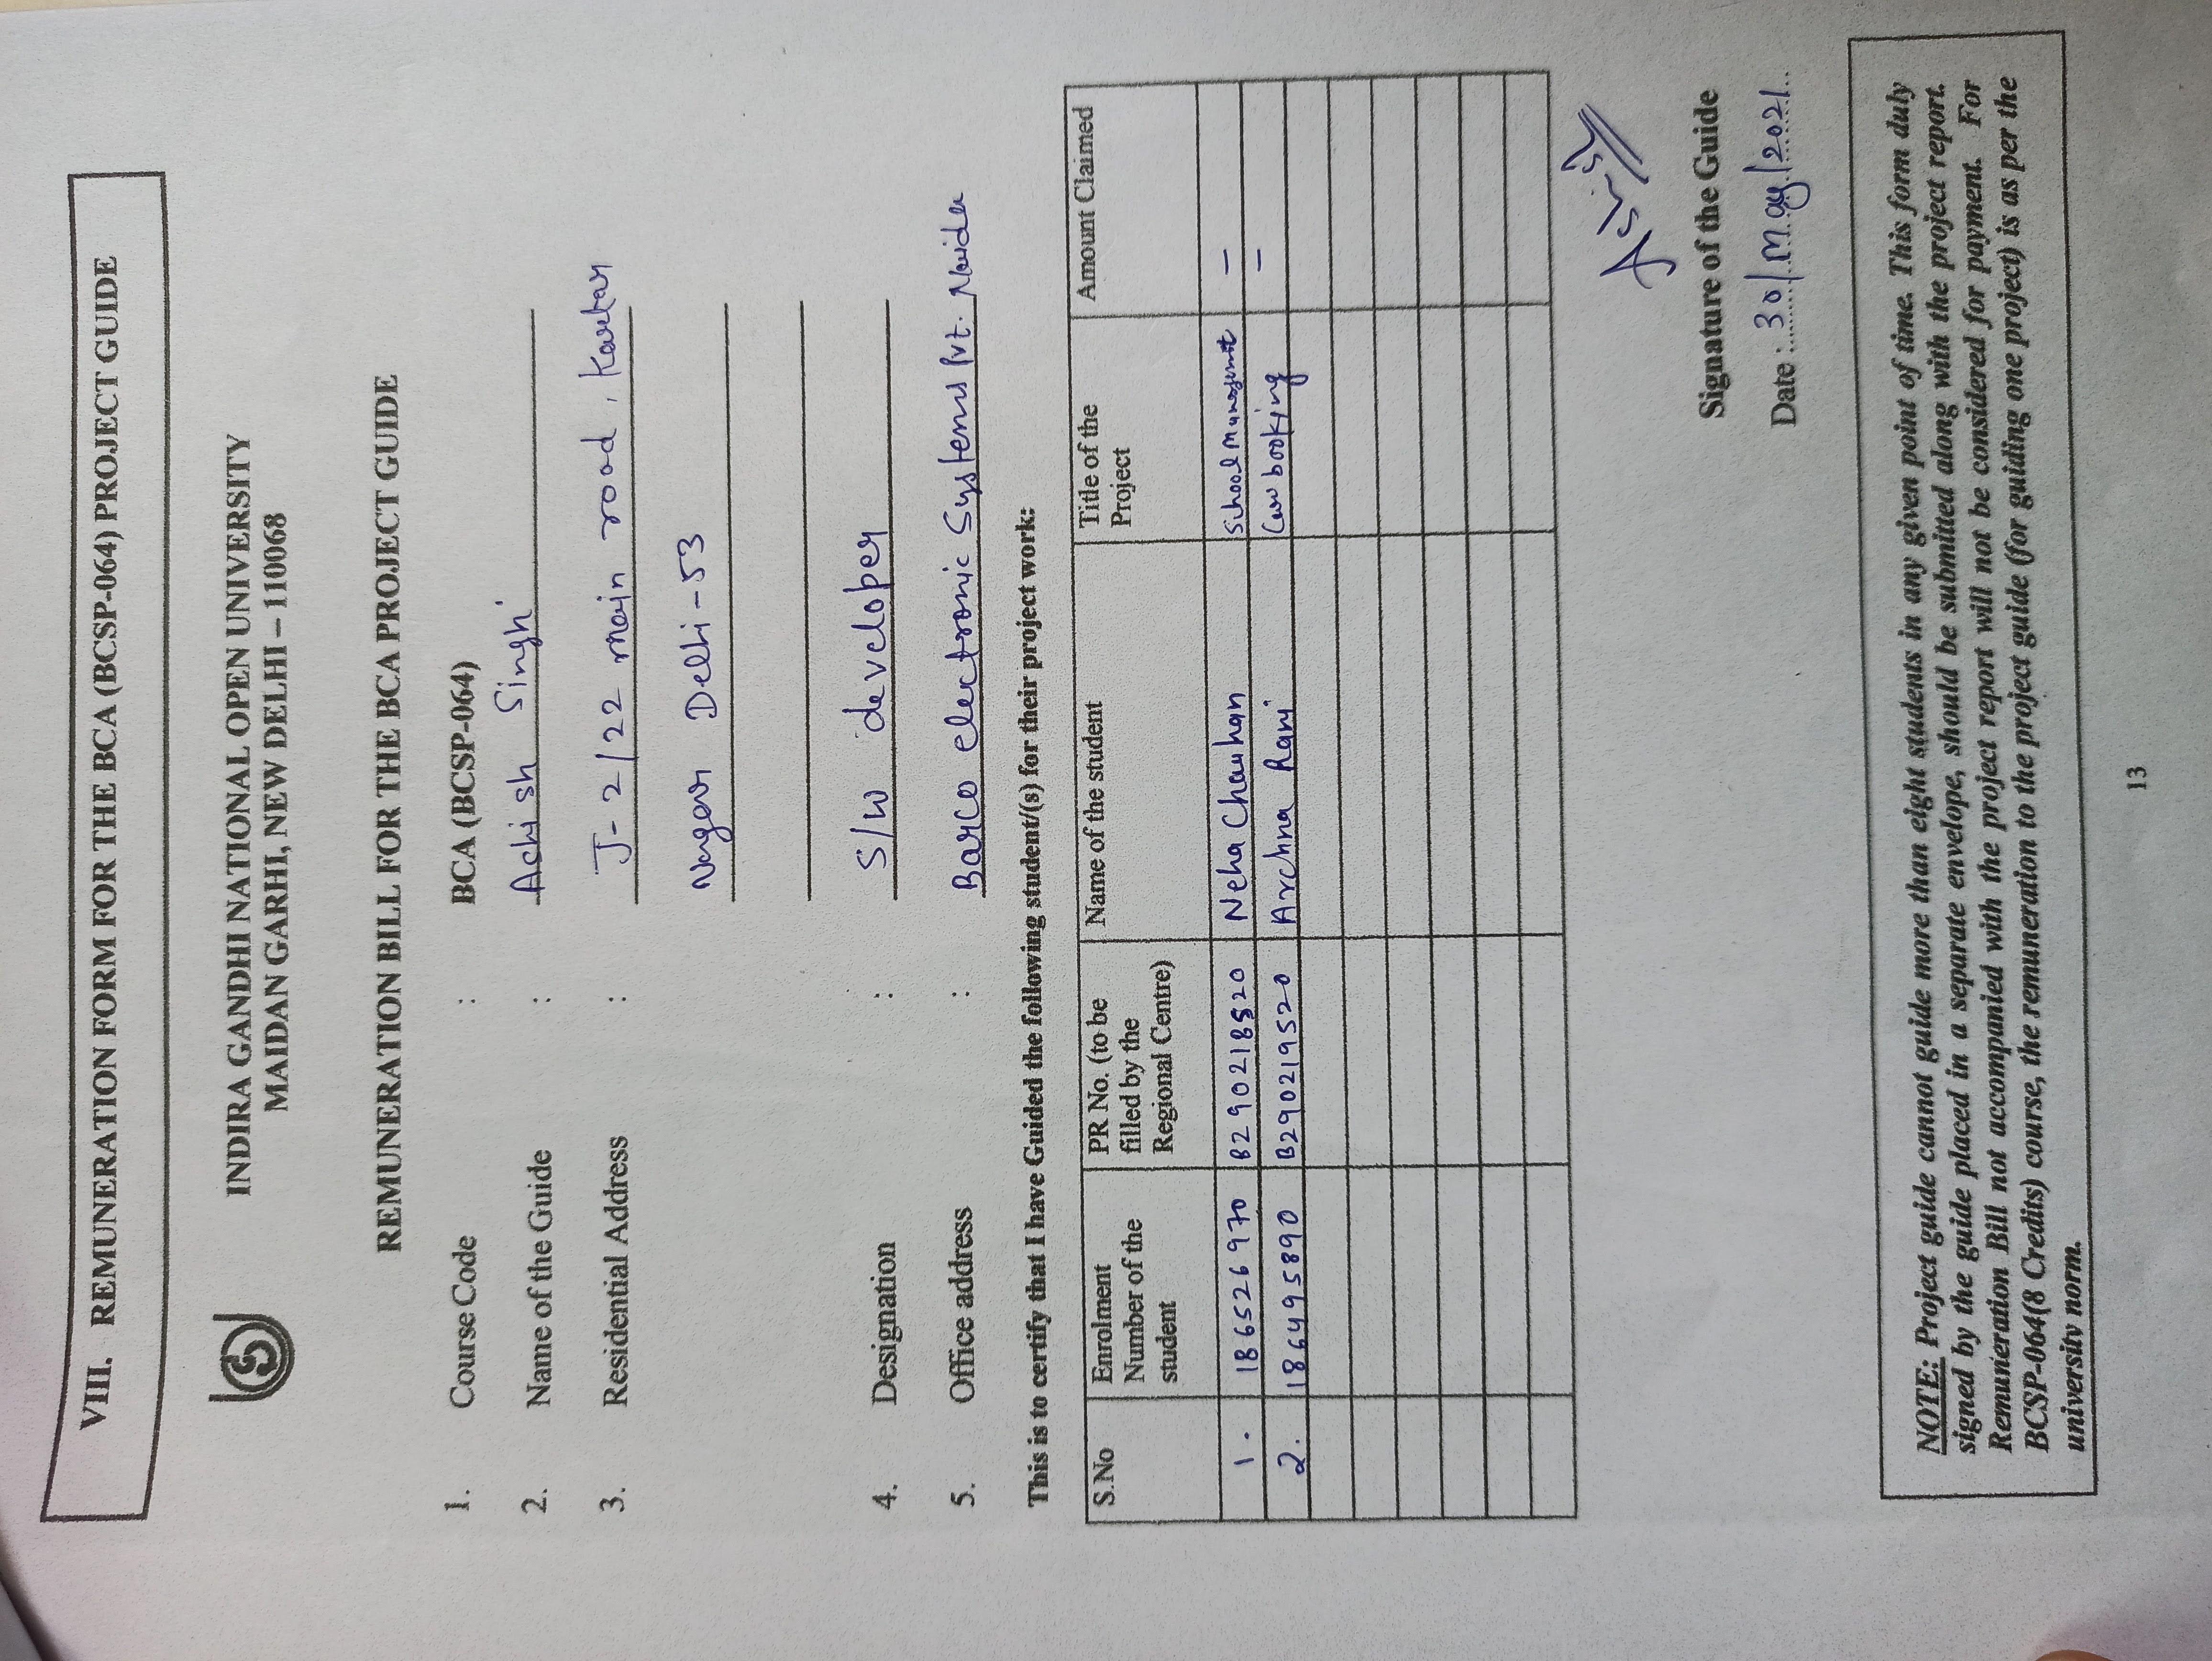 VIII. REMUNERATION FORM FOR THE BCA (BCSP-064) PROJECT GUIDE
INDIRA GANDHI NATIONAL OPEN UNIVERSITY
MAIDAN GARHI, NEW DELHI – 110068
REMUNERATION BILL FOR THE BCA PROJECT GUIDE
1. Course Code : BCA (BCSP-064)
2. Name of the Guide : Ashish Singh
3. Residential Address : J-2/22 main road, Kartar
Nagar Delhi-53
4. Designation : S/W developer
5. Office address : Barco electronic Systems Pvt. Noida
This is to certify that I have Guided the following student/(s) for their project work:
S.No Enrolment Number of the student PR No. (to be filled by the Regional Centre) Name of the student Title of the Project Amount Claimed
1. 186526970 B2902189520 Neha Chauhan School management –
2. 186495890 B290219520 Archna Rani Car booking –
Ashish
Signature of the Guide
Date : 30/May/2021
NOTE: Project guide cannot guide more than eight students in any given point of time. This form duly
signed by the guide placed in a separate envelope, should be submitted along with the project report.
Remuneration Bill not accompanied with the project report will not be considered for payment. For
BCSP-064(8 Credits) course, the remuneration to the project guide (for guiding one project) is as per the
university norm.
13